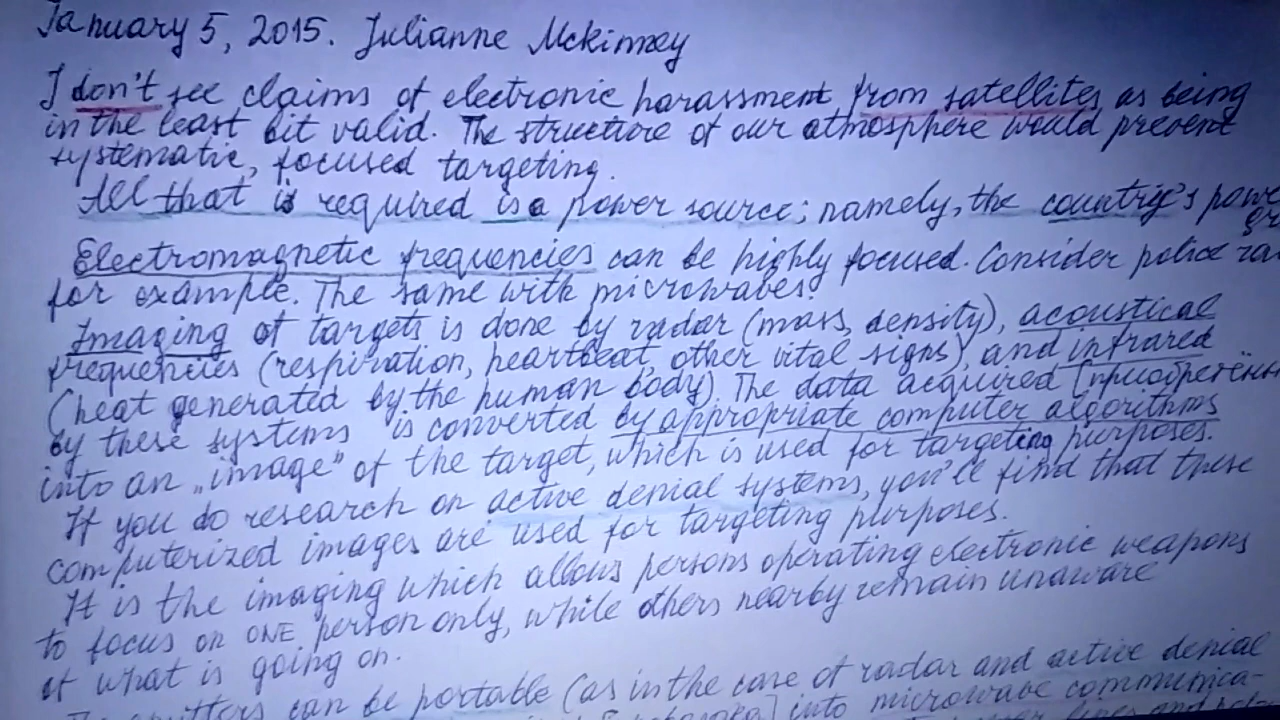 January 5, 2015. Julianne Mckinney
I don't see claims of electronic harassment from satellites as being
in the least bit valid. The structure of our atmosphere would prevent
systematic, focused targeting.
All that is required is a power source; namely, the country's powe
Electromagnetic frequencies can be highly focused. Consider police ra
for example. The same with microwaves.
Imaging of targets is done by radar (mass, density), acoustical
frequencies (respiration, heartbeat, other vital signs), and infrared
(heat generated by the human body). The data acquired [приобретённ
by these systems is converted by appropriate computer algorithms
into an „image" of the target, which is used for targeting purposes.
If you do research on active denial systems, you'll find that these
computerized images are used for targeting purposes.
It is the imaging which allows persons operating electronic weapons
to focus on ONE person only, while others nearby remain unaware
of what is going on.
can be portable (as in the case of radar and active denial
into microwave communica-